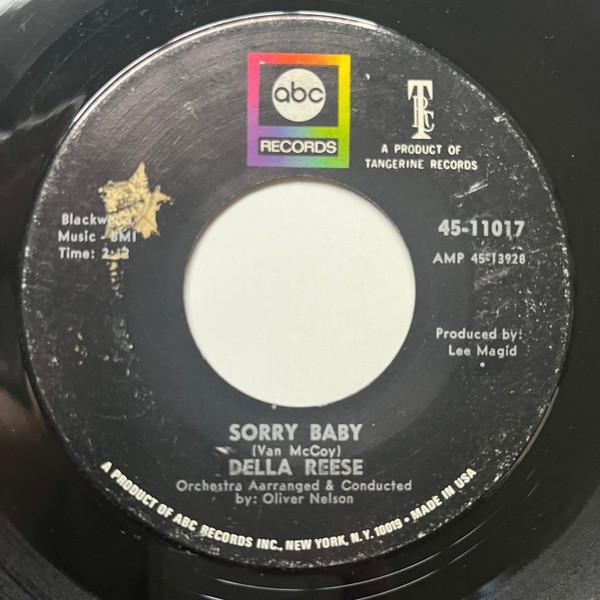 abc
RECORDS
TRC
A PRODUCT OF
TANGERINE RECORDS
Music - BMI
Time:
45-11017
AMP 45-13928
Produced by:
Lee Magid
SORRY BABY
(Van McCoy)
DELLA REESE
Orchestra Aarranged & Conducted
by: Oliver Nelson
A PRODUCT OF ABC RECORDS INC., NEW YORK, N.Y. 10019 • MADE IN USA